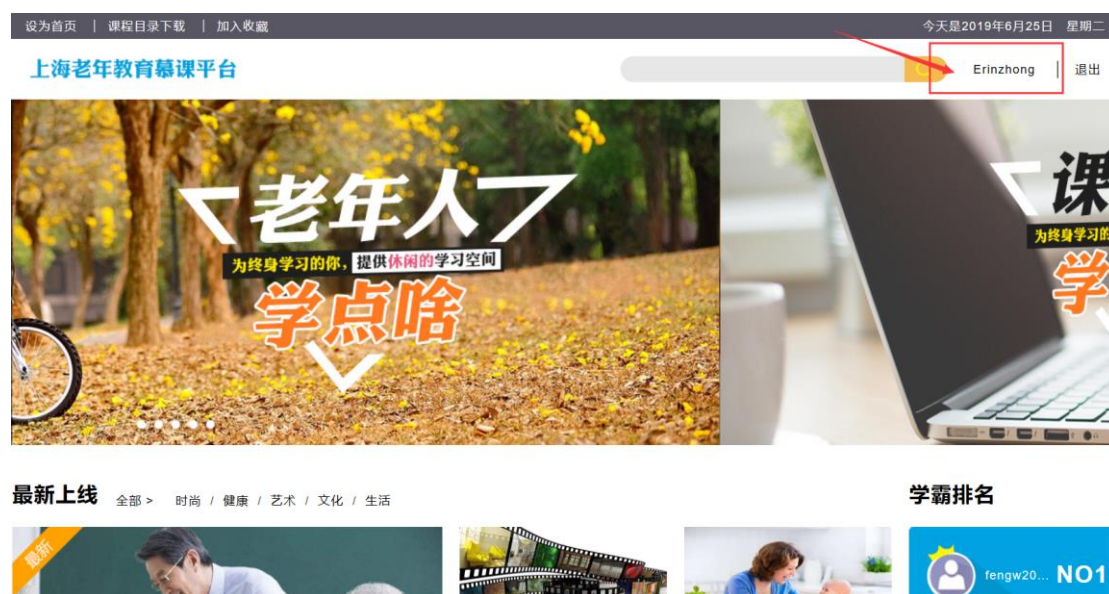 设为首页 | 课程目录下载 | 加入收藏
今天是2019年6月25日 星期二
上海老年教育慕课平台
Erinzhong | 退出
老年人
为终身学习的你，提供休闲的学习空间
学点啥
课
为终身学习的
学
最新上线 全部 > 时尚 / 健康 / 艺术 / 文化 / 生活
学霸排名
最新
fengw20... NO1